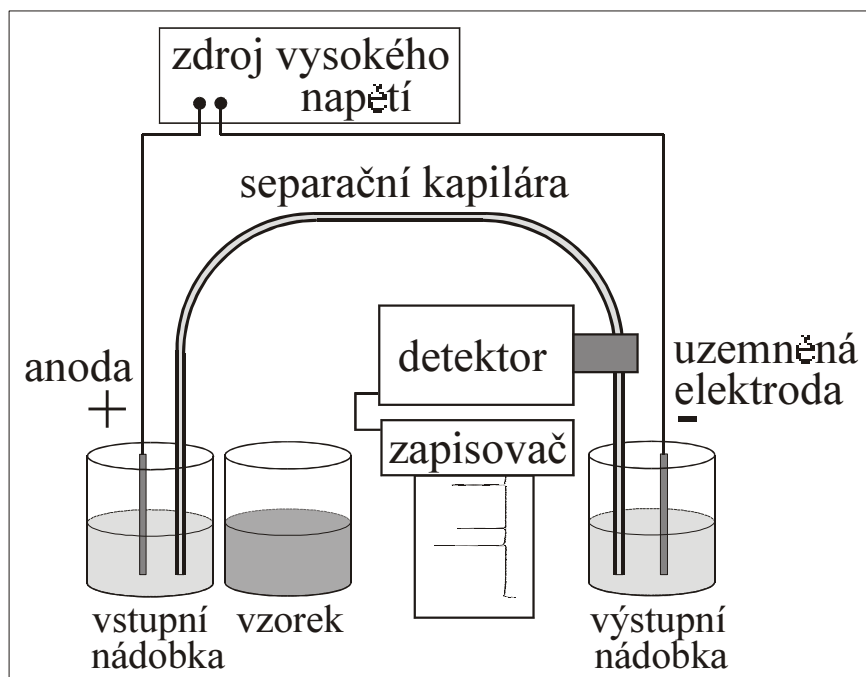 zdroj vysokého
napětí
separační kapilára
detektor
anoda
+
uzemněná
elektroda
-
zapisovač
vstupní
nádobka
vzorek
výstupní
nádobka